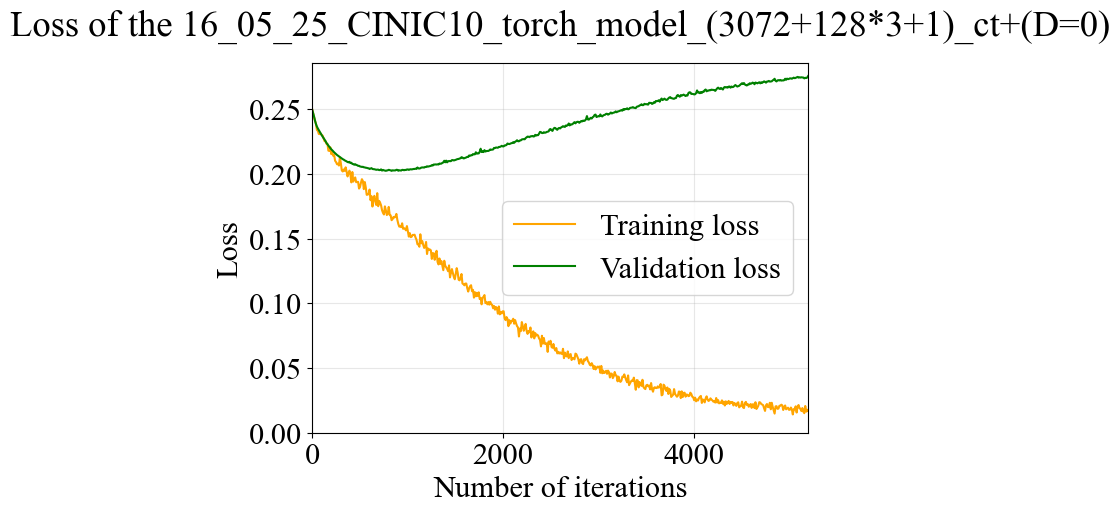 Loss of the 16_05_25_CINIC10_torch_model_(3072+128*3+1)_ct+(D=0)
0.25
0.20
0.15
0.10
0.05
0.00
Loss
Training loss
Validation loss
0 2000 4000
Number of iterations